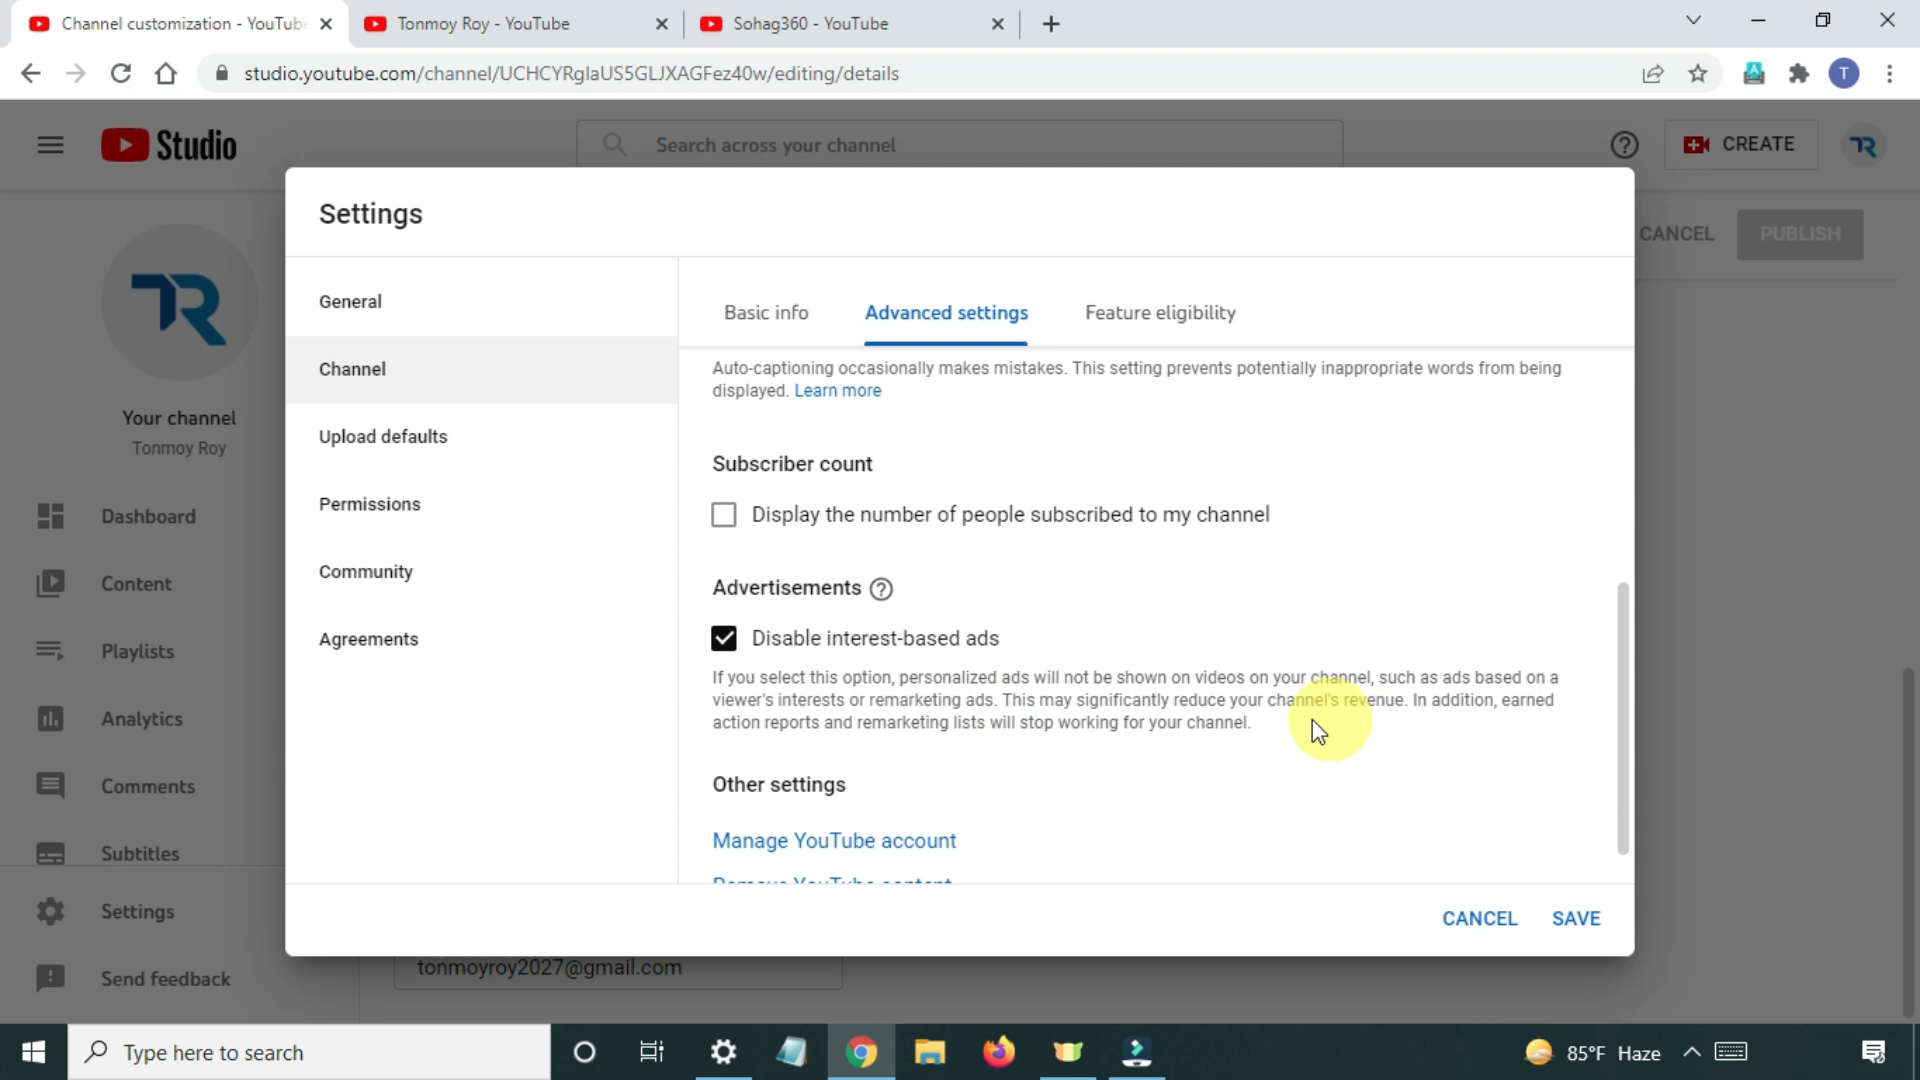 Channel customization - YouTube
Tonmoy Roy - YouTube
Sohag360 - YouTube
studio.youtube.com/channel/UCHCYRglaUS5GLJXAGFez40w/editing/details
T
Studio
Search across your channel
CREATE
TR
CANCEL
PUBLISH
TR
Your channel
Tonmoy Roy
Dashboard
Content
Playlists
Analytics
Comments
Subtitles
Settings
Send feedback
Settings
General
Channel
Upload defaults
Permissions
Community
Agreements
Basic info
Advanced settings
Feature eligibility
Auto-captioning occasionally makes mistakes. This setting prevents potentially inappropriate words from being
displayed. Learn more
Subscriber count
Display the number of people subscribed to my channel
Advertisements
Disable interest-based ads
If you select this option, personalized ads will not be shown on videos on your channel, such as ads based on a
viewer's interests or remarketing ads. This may significantly reduce your channel's revenue. In addition, earned
action reports and remarketing lists will stop working for your channel.
Other settings
Manage YouTube account
Remove YouTube content
CANCEL
SAVE
tonmoyroy2027@gmail.com
Type here to search
85°F Haze